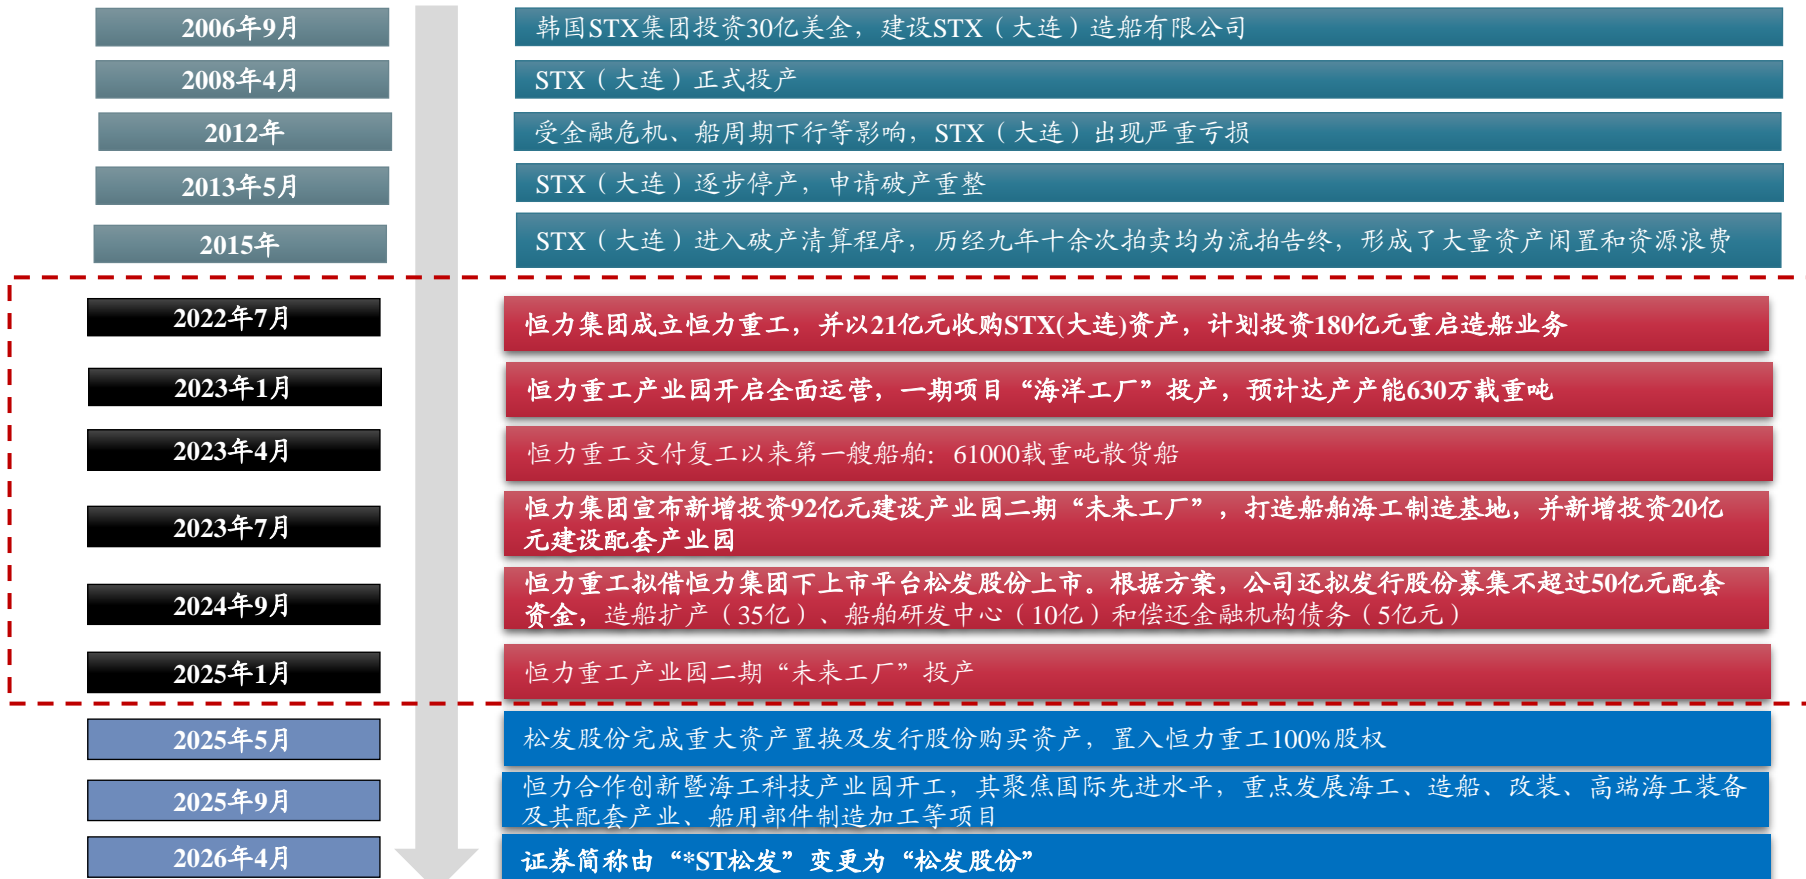 2006年9月
韩国STX集团投资30亿美金，建设STX（大连）造船有限公司
2008年4月
STX（大连）正式投产
2012年
受金融危机、船周期下行等影响，STX（大连）出现严重亏损
2013年5月
STX（大连）逐步停产，申请破产重整
2015年
STX（大连）进入破产清算程序，历经九年十余次拍卖均为流拍告终，形成了大量资产闲置和资源浪费
2022年7月
恒力集团成立恒力重工，并以21亿元收购STX(大连)资产，计划投资180亿元重启造船业务
2023年1月
恒力重工产业园开启全面运营，一期项目“海洋工厂”投产，预计达产产能630万载重吨
2023年4月
恒力重工交付复工以来第一艘船舶：61000载重吨散货船
2023年7月
恒力集团宣布新增投资92亿元建设产业园二期“未来工厂”，打造船舶海工制造基地，并新增投资20亿
元建设配套产业园
2024年9月
恒力重工拟借恒力集团下上市平台松发股份上市。根据方案，公司还拟发行股份募集不超过50亿元配套
资金，造船扩产（35亿）、船舶研发中心（10亿）和偿还金融机构债务（5亿元）
2025年1月
恒力重工产业园二期“未来工厂”投产
2025年5月
松发股份完成重大资产置换及发行股份购买资产，置入恒力重工100%股权
2025年9月
恒力合作创新暨海工科技产业园开工，其聚焦国际先进水平，重点发展海工、造船、改装、高端海工装备
及其配套产业、船用部件制造加工等项目
2026年4月
证券简称由“*ST松发”变更为“松发股份”